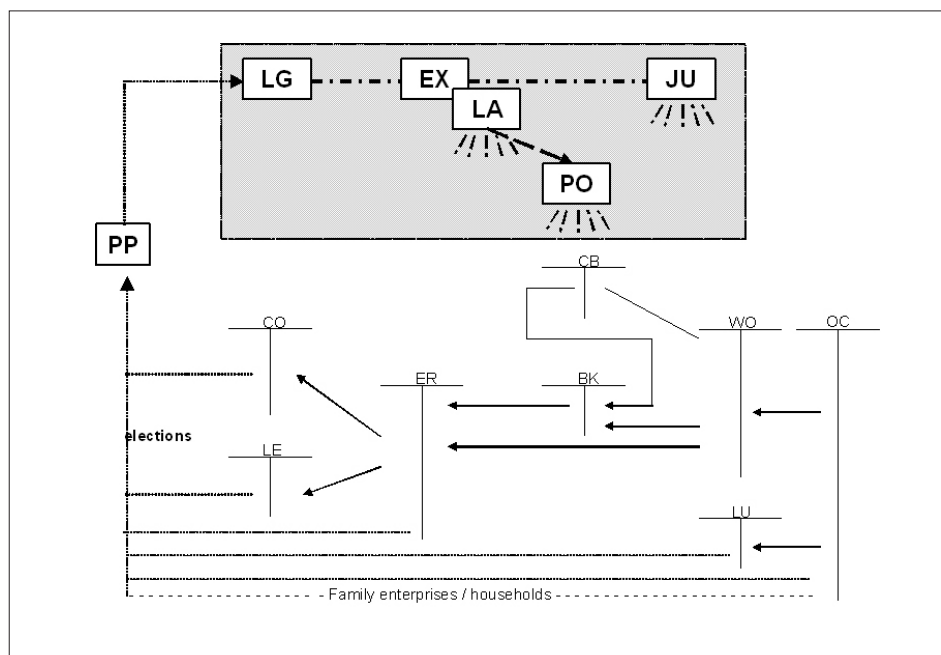 LG EX JU
LA
PO
PP
CB
CO WO OC
ER BK
elections
LE
LU
Family enterprises / households